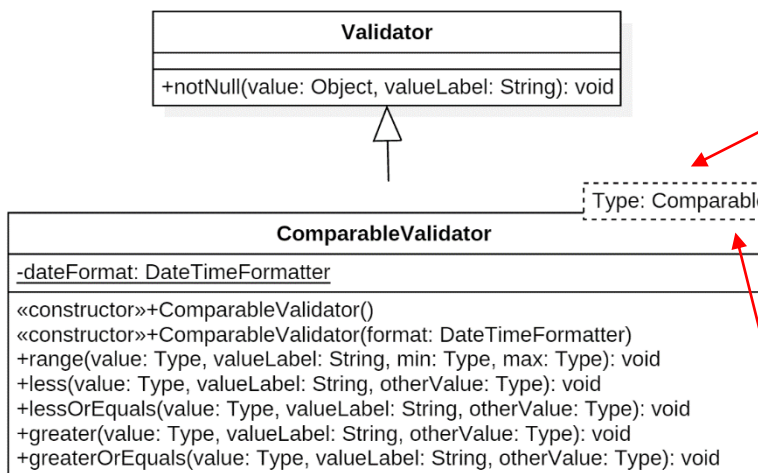 Validator
+notNull(value: Object, valueLabel: String): void
Type: Comparable
ComparableValidator
-dateFormat: DateTimeFormatter
«constructor»+ComparableValidator()
«constructor»+ComparableValidator(format: DateTimeFormatter)
+range(value: Type, valueLabel: String, min: Type, max: Type): void
+less(value: Type, valueLabel: String, otherValue: Type): void
+lessOrEquals(value: Type, valueLabel: String, otherValue: Type): void
+greater(value: Type, valueLabel: String, otherValue: Type): void
+greaterOrEquals(value: Type, valueLabel: String, otherValue: Type): void